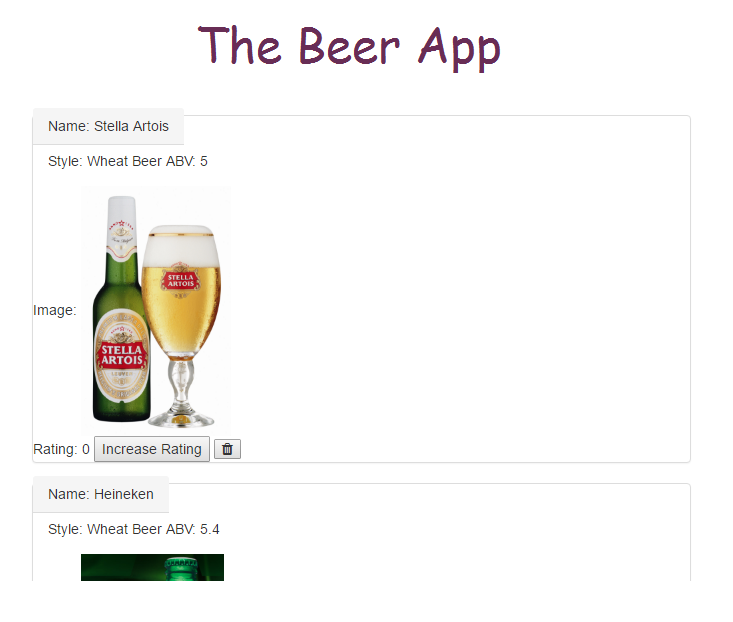 The Beer App
Name: Stella Artois
Style: Wheat Beer ABV: 5
STELLA
ARTOIS
STELLA
ARTOIS
Image:
Rating: 0 Increase Rating
Name: Heineken
Style: Wheat Beer ABV: 5.4